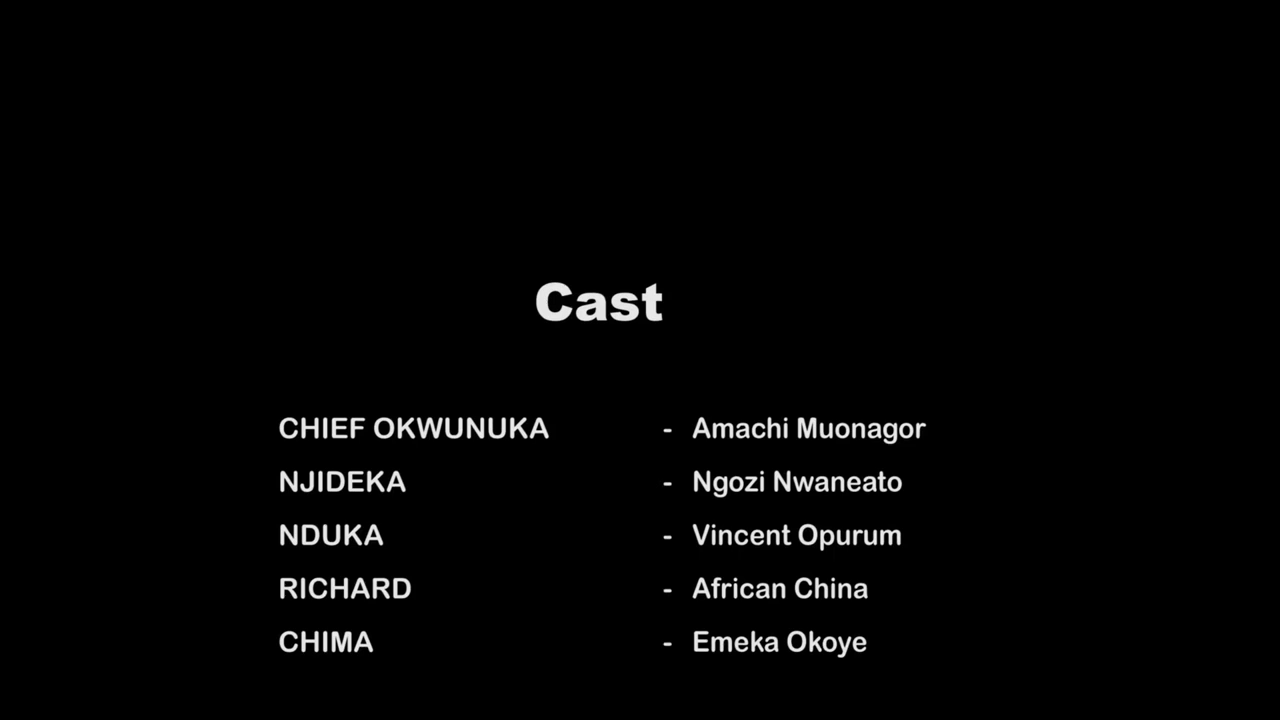 Cast
CHIEF OKWUNUKA - Amachi Muonagor
NJIDEKA - Ngozi Nwaneato
NDUKA - Vincent Opurum
RICHARD - African China
CHIMA - Emeka Okoye